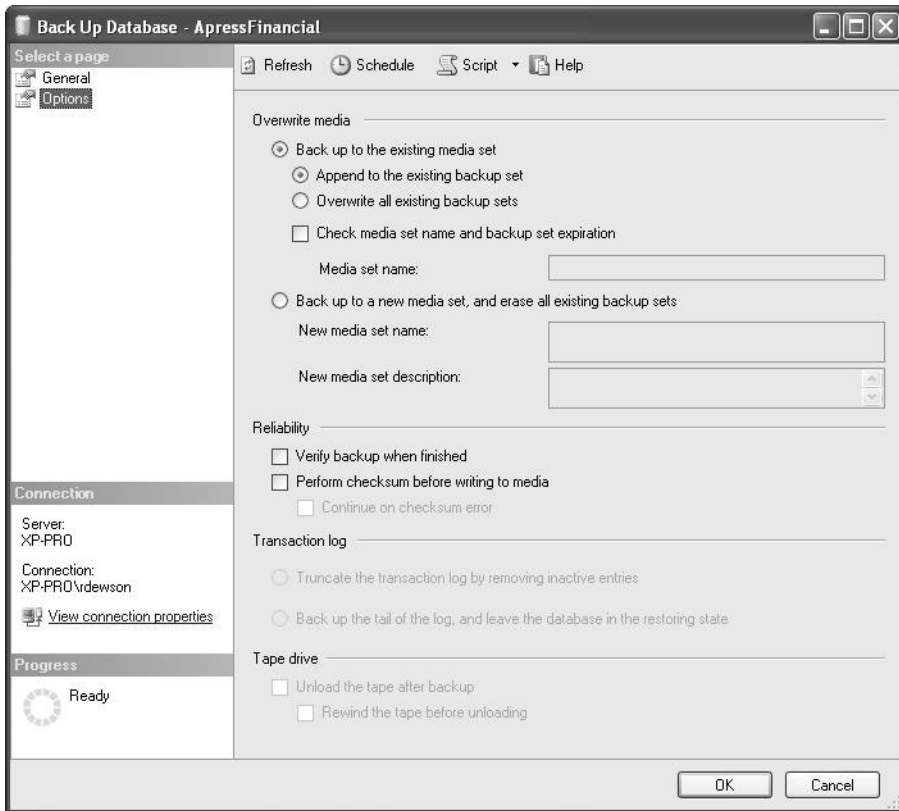 Back Up Database - ApressFinancial
Select a page
General
Options
Refresh Schedule Script Help
Overwrite media
Back up to the existing media set
Append to the existing backup set
Overwrite all existing backup sets
Check media set name and backup set expiration
Media set name:
Back up to a new media set, and erase all existing backup sets
New media set name:
New media set description:
Reliability
Verify backup when finished
Perform checksum before writing to media
Continue on checksum error
Transaction log
Truncate the transaction log by removing inactive entries
Back up the tail of the log, and leave the database in the restoring state
Tape drive
Unload the tape after backup
Rewind the tape before unloading
Connection
Server:
XP-PRO
Connection:
XP-PRO\rdewson
View connection properties
Progress
Ready
OK Cancel